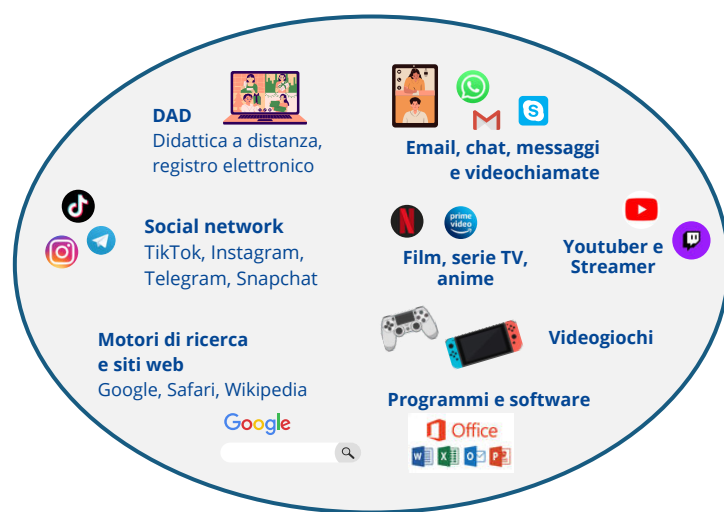 DAD
Didattica a distanza,
registro elettronico
Email, chat, messaggi
e videochiamate
Social network
TikTok, Instagram,
Telegram, Snapchat
prime
video
Film, serie TV,
anime
Youtuber e
Streamer
Motori di ricerca
e siti web
Google, Safari, Wikipedia
Google
Videogiochi
Programmi e software
Office